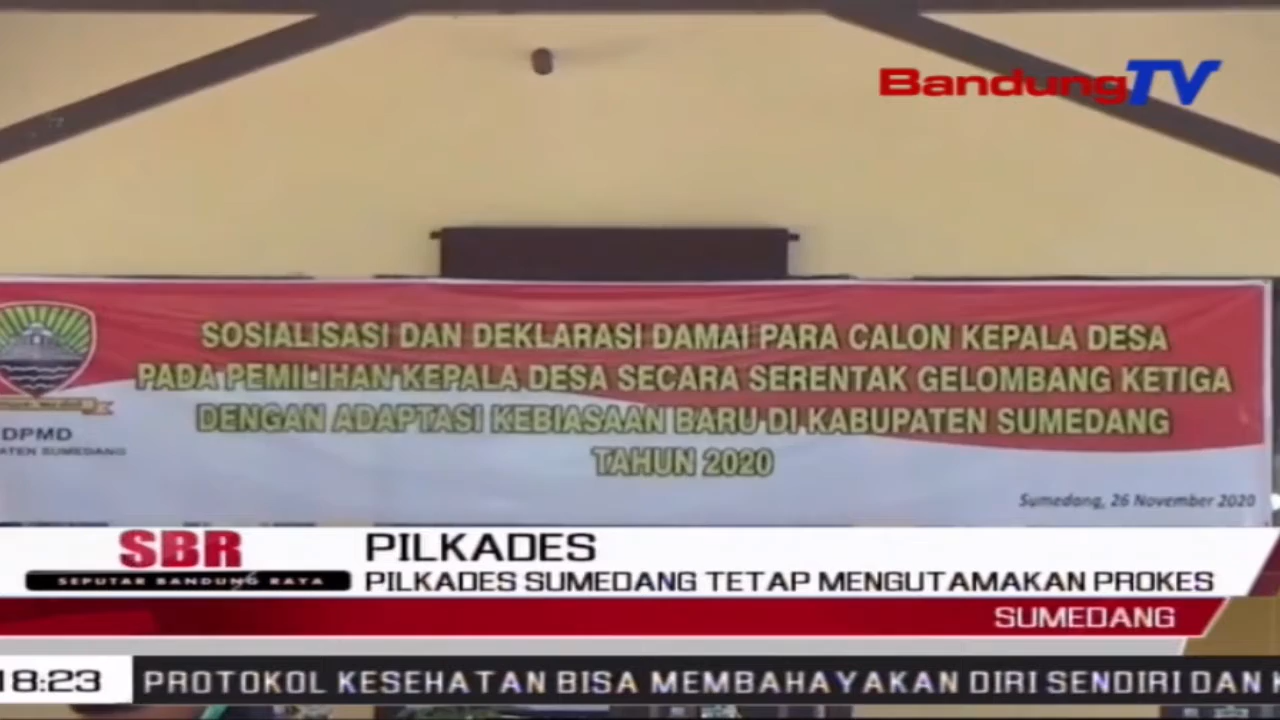 BandungTV
SOSIALISASI DAN DEKLARASI DAMAI PARA CALON KEPALA DESA
PADA PEMILIHAN KEPALA DESA SECARA SERENTAK GELOMBANG KETIGA
DENGAN ADAPTASI KEBIASAAN BARU DI KABUPATEN SUMEDANG
TAHUN 2020
DPMD
SUMEDANG
Sumedang, 26 November 2020
SBR
SEPUTAR BANDUNG RAYA
PILKADES
PILKADES SUMEDANG TETAP MENGUTAMAKAN PROKES
SUMEDANG
18:23
PROTOKOL KESEHATAN BISA MEMBAHAYAKAN DIRI SENDIRI DAN